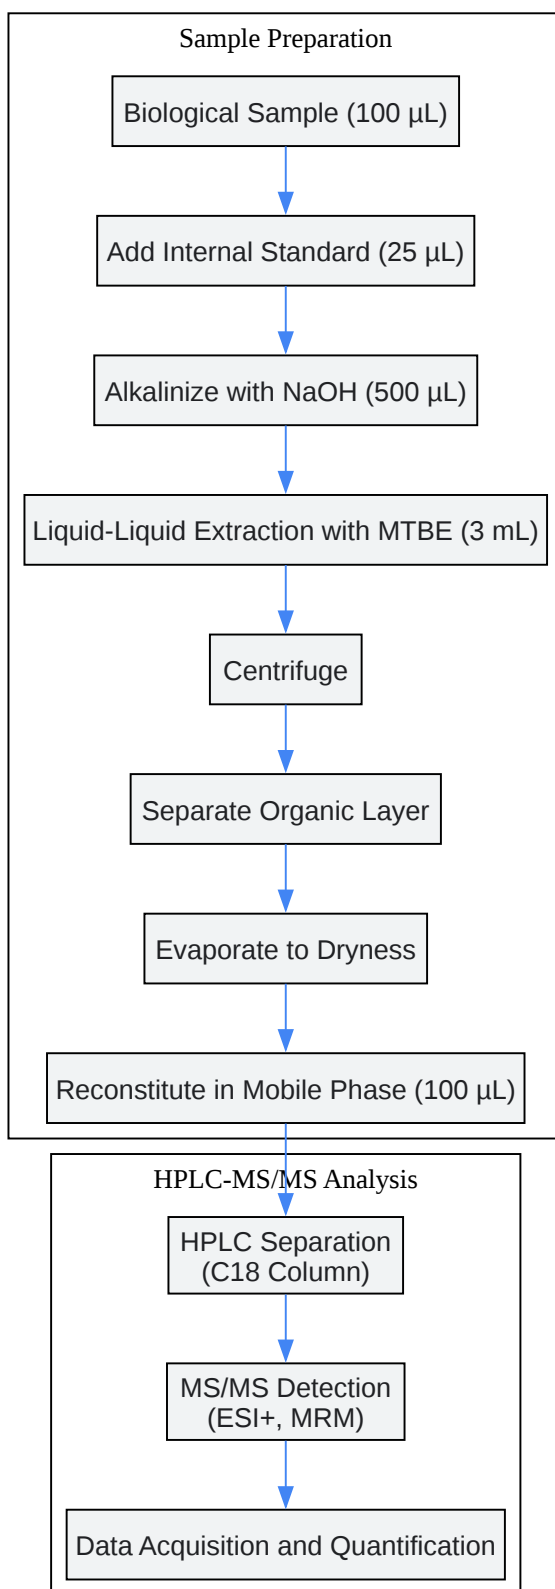 Sample Preparation
Biological Sample (100 µL)
Add Internal Standard (25 µL)
Alkalinize with NaOH (500 µL)
Liquid-Liquid Extraction with MTBE (3 mL)
Centrifuge
Separate Organic Layer
Evaporate to Dryness
Reconstitute in Mobile Phase (100 µL)
HPLC-MS/MS Analysis
HPLC Separation
(C18 Column)
MS/MS Detection
(ESI+, MRM)
Data Acquisition and Quantification